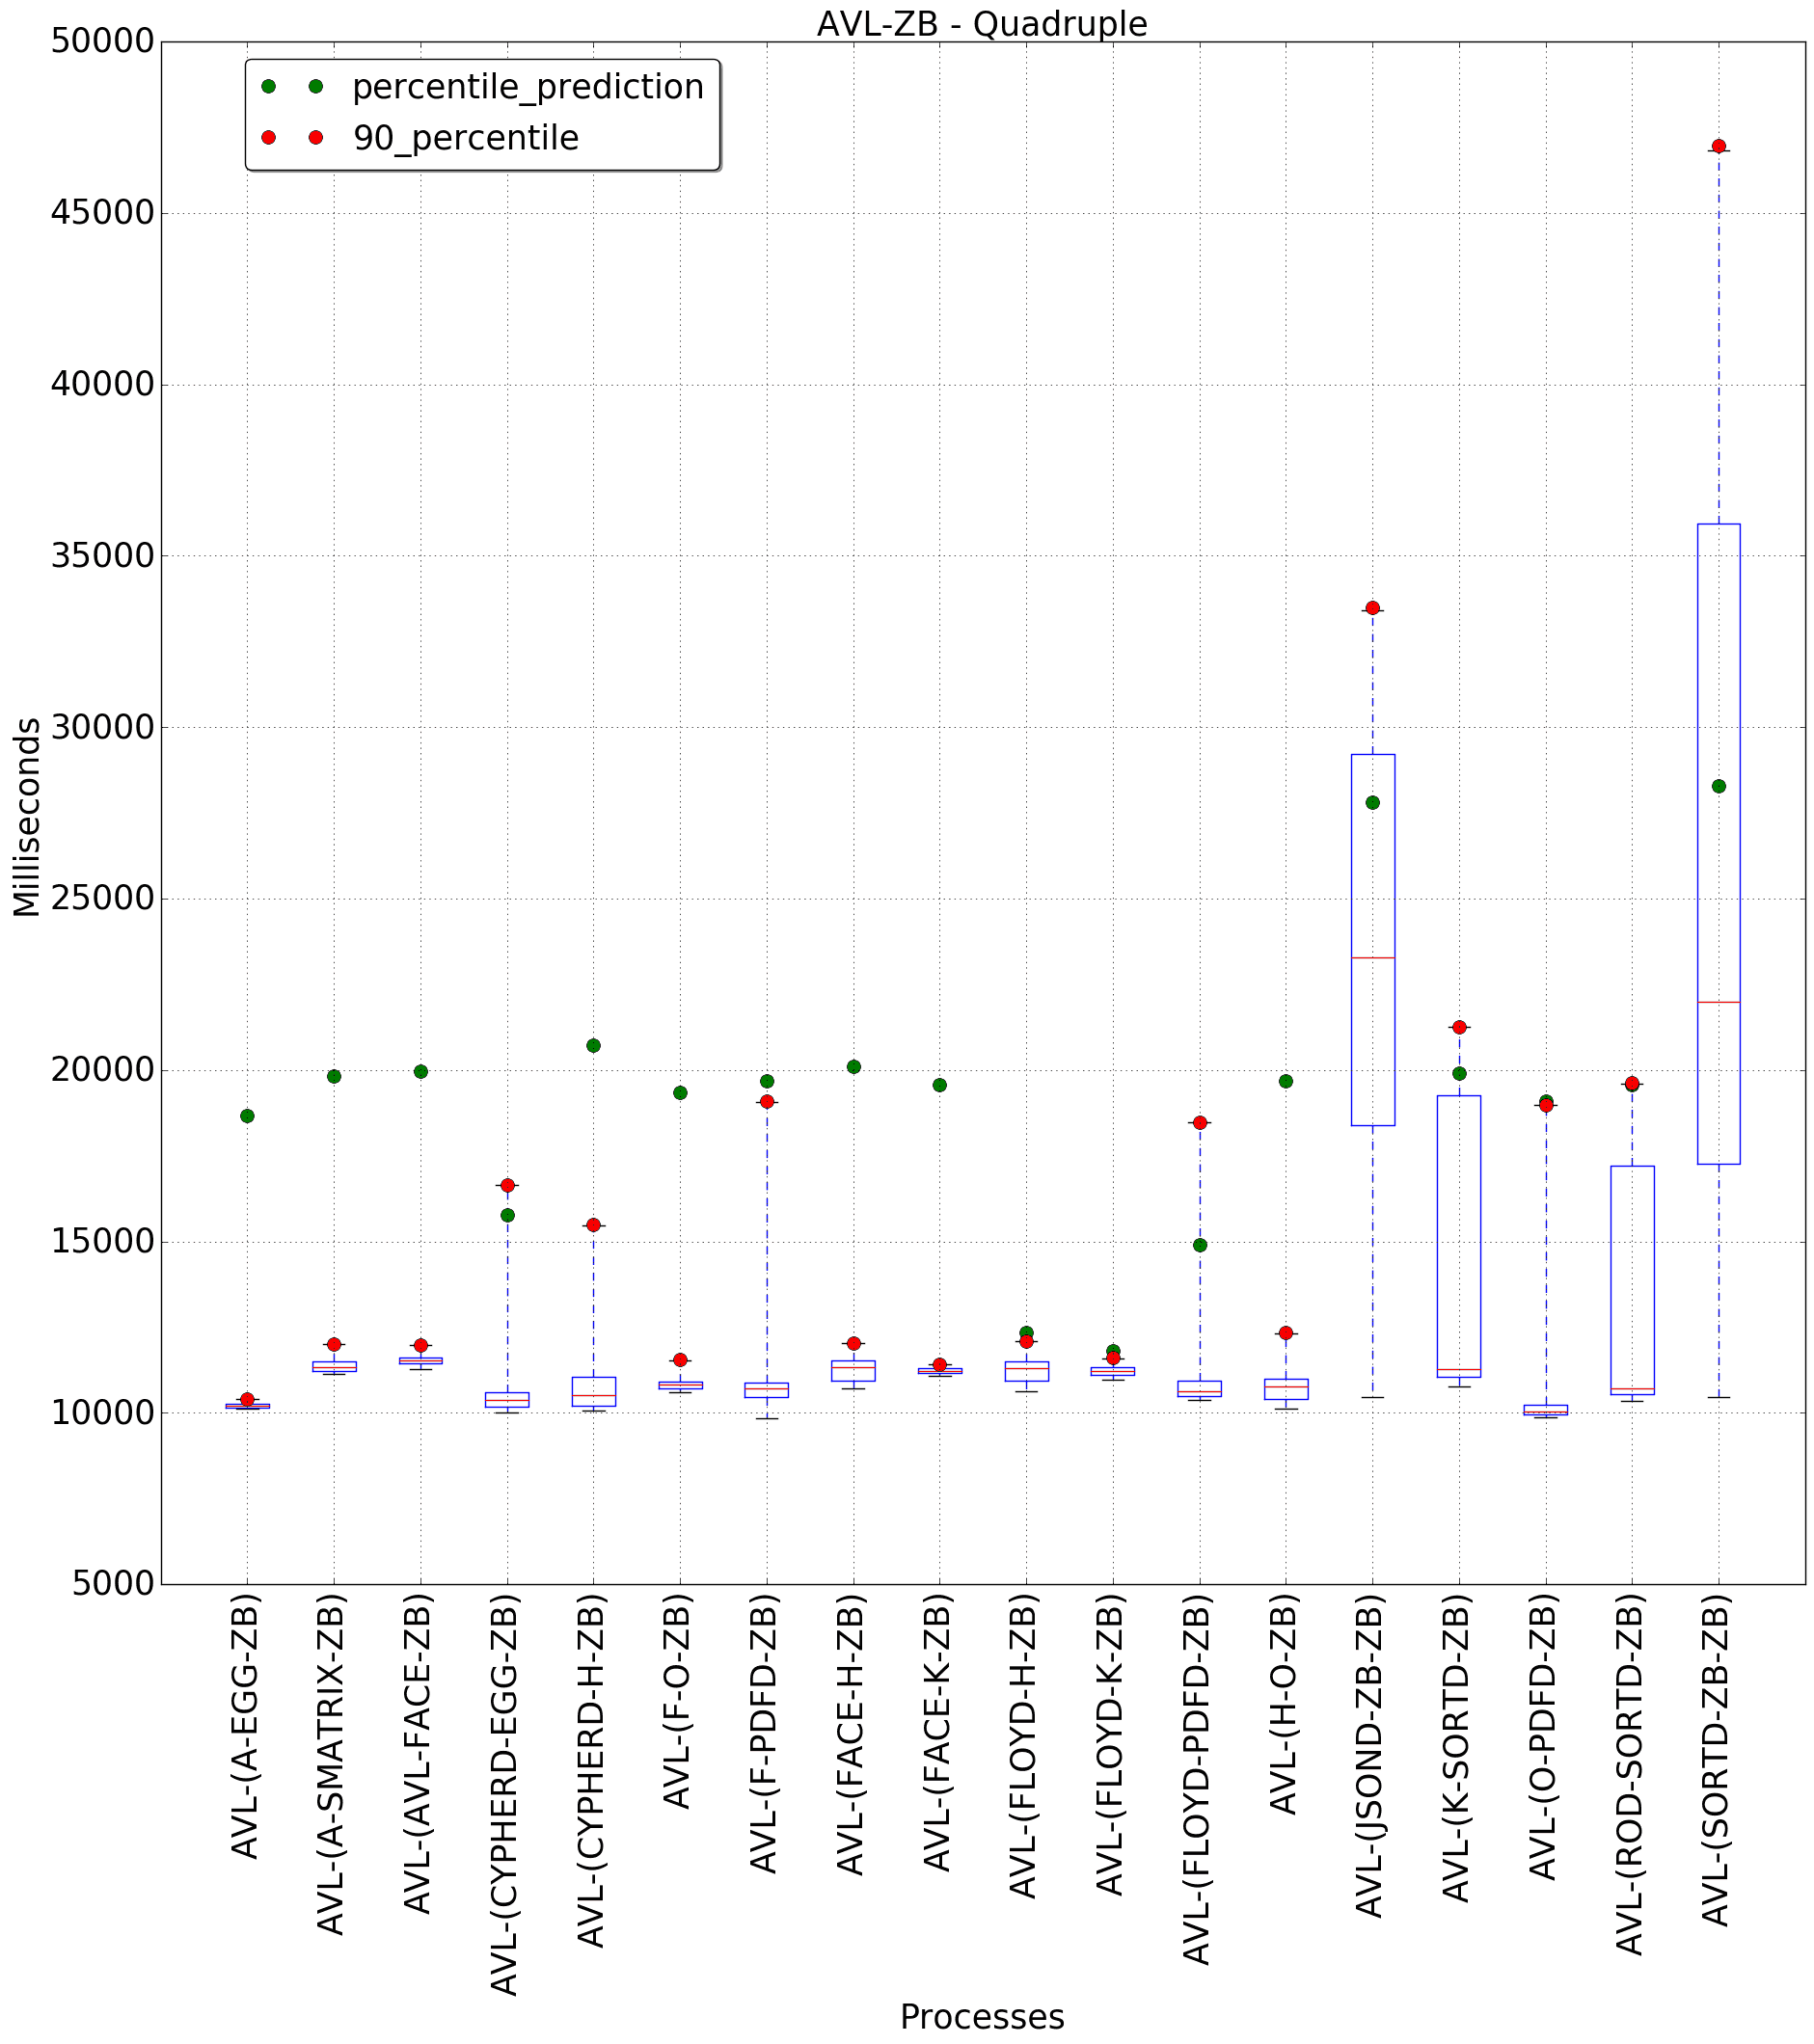 AVL-ZB - Quadruple
percentile_prediction
90_percentile
50000
45000
40000
35000
30000
25000
20000
15000
10000
5000
Milliseconds
AVL-(A-EGG-ZB)
AVL-(A-SMATRIX-ZB)
AVL-(AVL-FACE-ZB)
AVL-(CYPHERD-EGG-ZB)
AVL-(CYPHERD-H-ZB)
AVL-(F-O-ZB)
AVL-(F-PDFD-ZB)
AVL-(FACE-H-ZB)
AVL-(FACE-K-ZB)
AVL-(FLOYD-H-ZB)
AVL-(FLOYD-K-ZB)
AVL-(FLOYD-PDFD-ZB)
AVL-(H-O-ZB)
AVL-(JSOND-ZB-ZB)
AVL-(K-SORTD-ZB)
AVL-(O-PDFD-ZB)
AVL-(ROD-SORTD-ZB)
AVL-(SORTD-ZB-ZB)
Processes